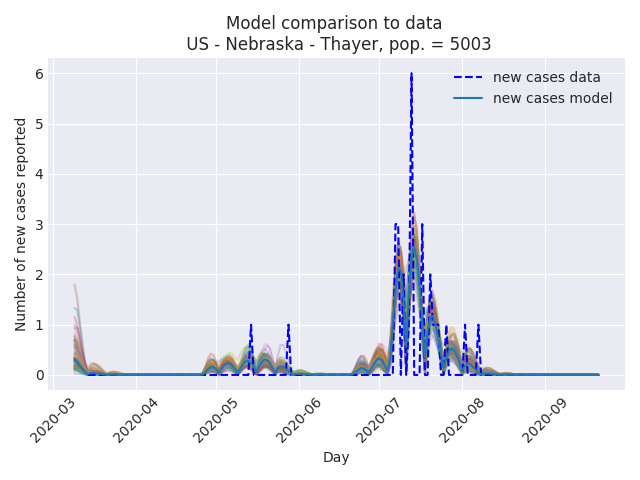 Model comparison to data
US - Nebraska - Thayer, pop. = 5003
new cases data
new cases model
Number of new cases reported
6
5
4
3
2
1
0
2020-03
2020-04
2020-05
2020-06
2020-07
2020-08
2020-09
Day